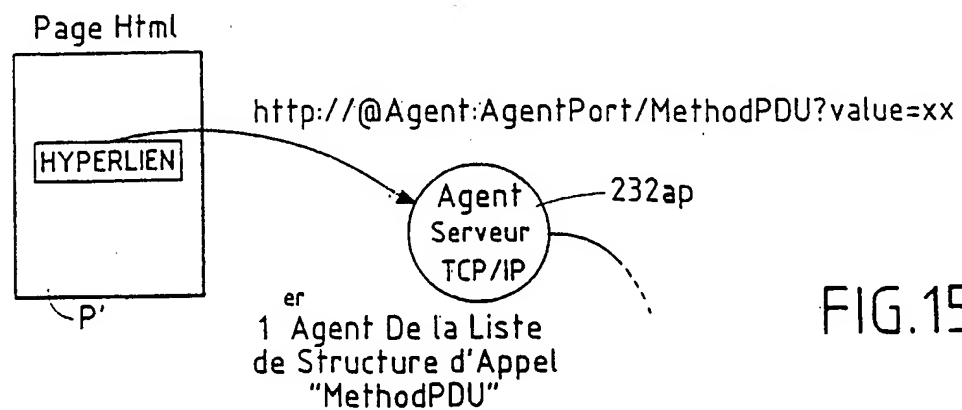 Page Html
http://@Agent:AgentPort/MethodPDU?value=xx
HYPERLIEN
Agent
Serveur
TCP/IP
232ap
P'
1er Agent De la Liste
de Structure d'Appel
"MethodPDU"
FIG.15